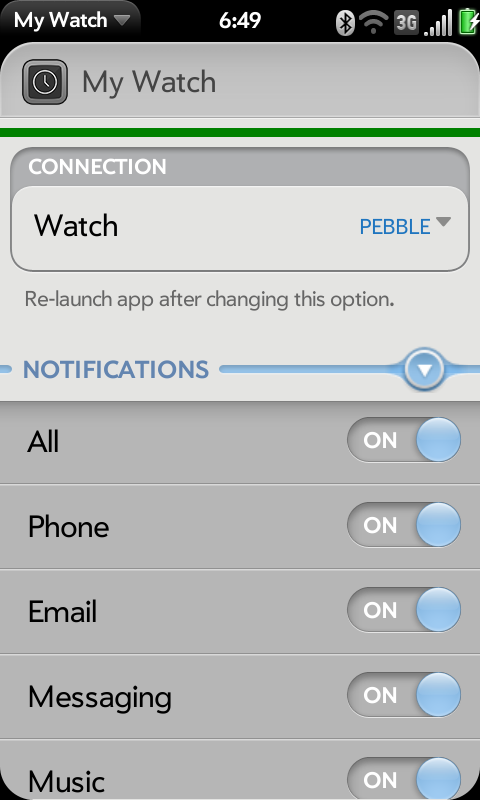 My Watch 6:49 3G
My Watch
CONNECTION
Watch PEBBLE
Re-launch app after changing this option.
NOTIFICATIONS
All ON
Phone ON
Email ON
Messaging ON
Music ON